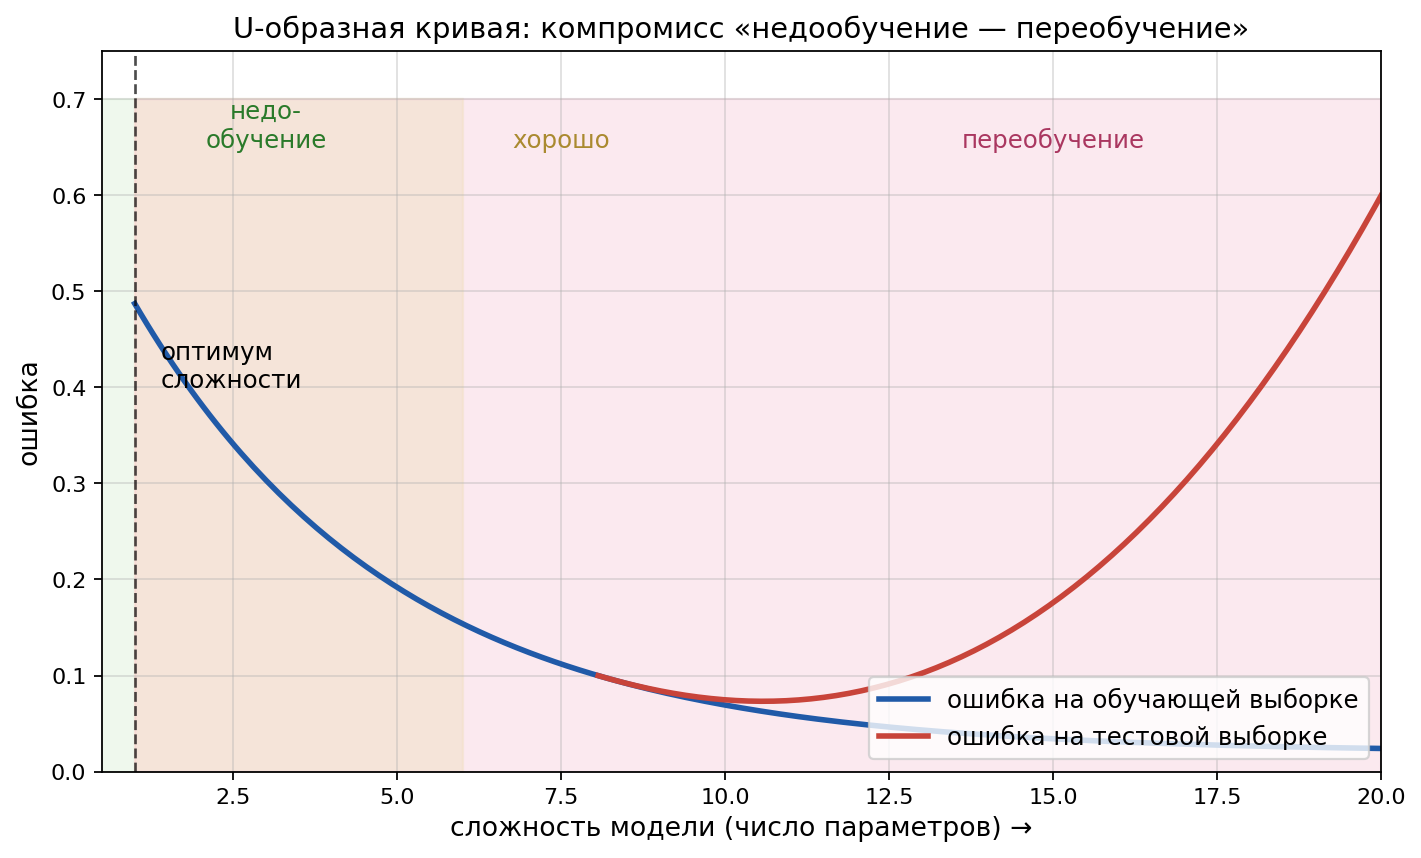 U-образная кривая: компромисс «недообучение — переобучение»
0.7
0.6
0.5
0.4
0.3
0.2
0.1
0.0
ошибка
недо-
обучение
хорошо
переобучение
оптимум
сложности
ошибка на обучающей выборке
ошибка на тестовой выборке
2.5 5.0 7.5 10.0 12.5 15.0 17.5 20.0
сложность модели (число параметров) →